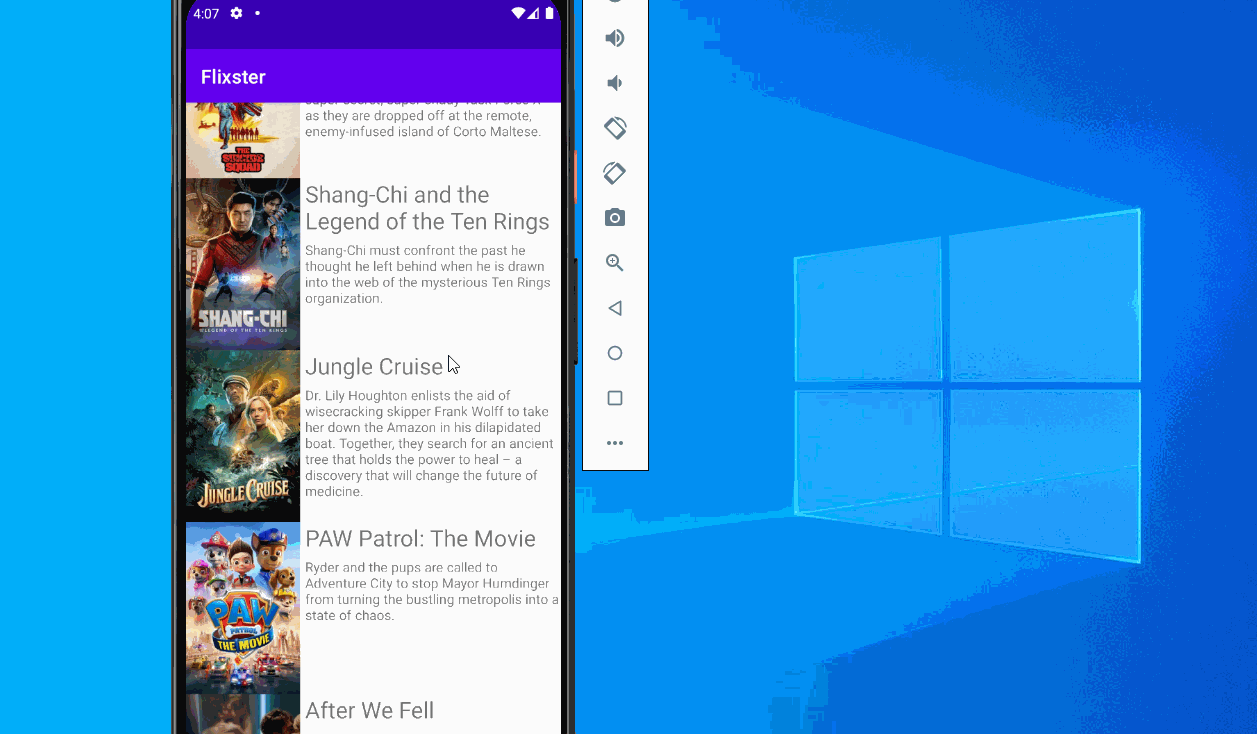 4:07
Flixster
as they are dropped off at the remote,
enemy-infused island of Corto Maltese.
THE
SUICIDE
SQUAD
Shang-Chi and the
Legend of the Ten Rings
Shang-Chi must confront the past he
thought he left behind when he is drawn
into the web of the mysterious Ten Rings
organization.
SHANG-CHI
LEGEND OF THE TEN RINGS
Jungle Cruise
Dr. Lily Houghton enlists the aid of
wisecracking skipper Frank Wolff to take
her down the Amazon in his dilapidated
boat. Together, they search for an ancient
tree that holds the power to heal – a
discovery that will change the future of
medicine.
JUNGLE CRUISE
PAW Patrol: The Movie
Ryder and the pups are called to
Adventure City to stop Mayor Humdinger
from turning the bustling metropolis into a
state of chaos.
PAW
PATROL
THE MOVIE
After We Fell